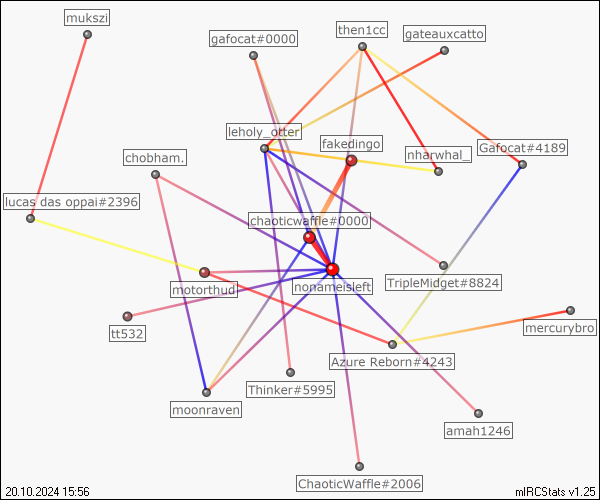 mukszi
then1cc
gateauxcatto
gafocat#0000
leholy_otter
fakedingo
nharwhal_
Gafocat#4189
chobham.
lucas das oppai#2396
chaoticwaffle#0000
TripleMidget#8824
motorthud
nonameisleft
mercurybro
tt532
Azure Reborn#4243
Thinker#5995
moonraven
amah1246
ChaoticWaffle#2006
20.10.2024 15:56
mIRCStats v1.25